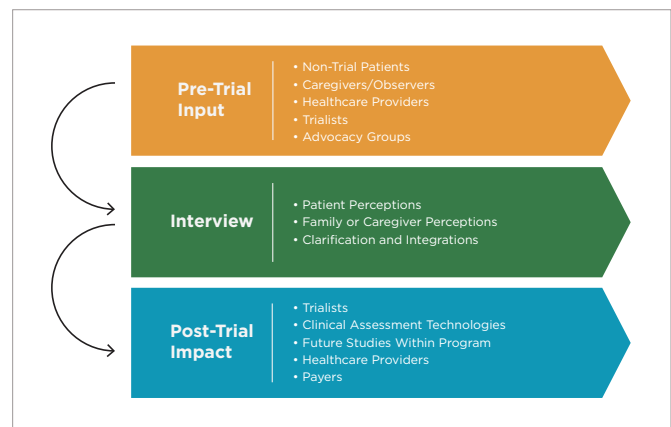 Pre-Trial
Input
• Non-Trial Patients
• Caregivers/Observers
• Healthcare Providers
• Trialists
• Advocacy Groups
Interview
• Patient Perceptions
• Family or Caregiver Perceptions
• Clarification and Integrations
Post-Trial
Impact
• Trialists
• Clinical Assessment Technologies
• Future Studies Within Program
• Healthcare Providers
• Payers